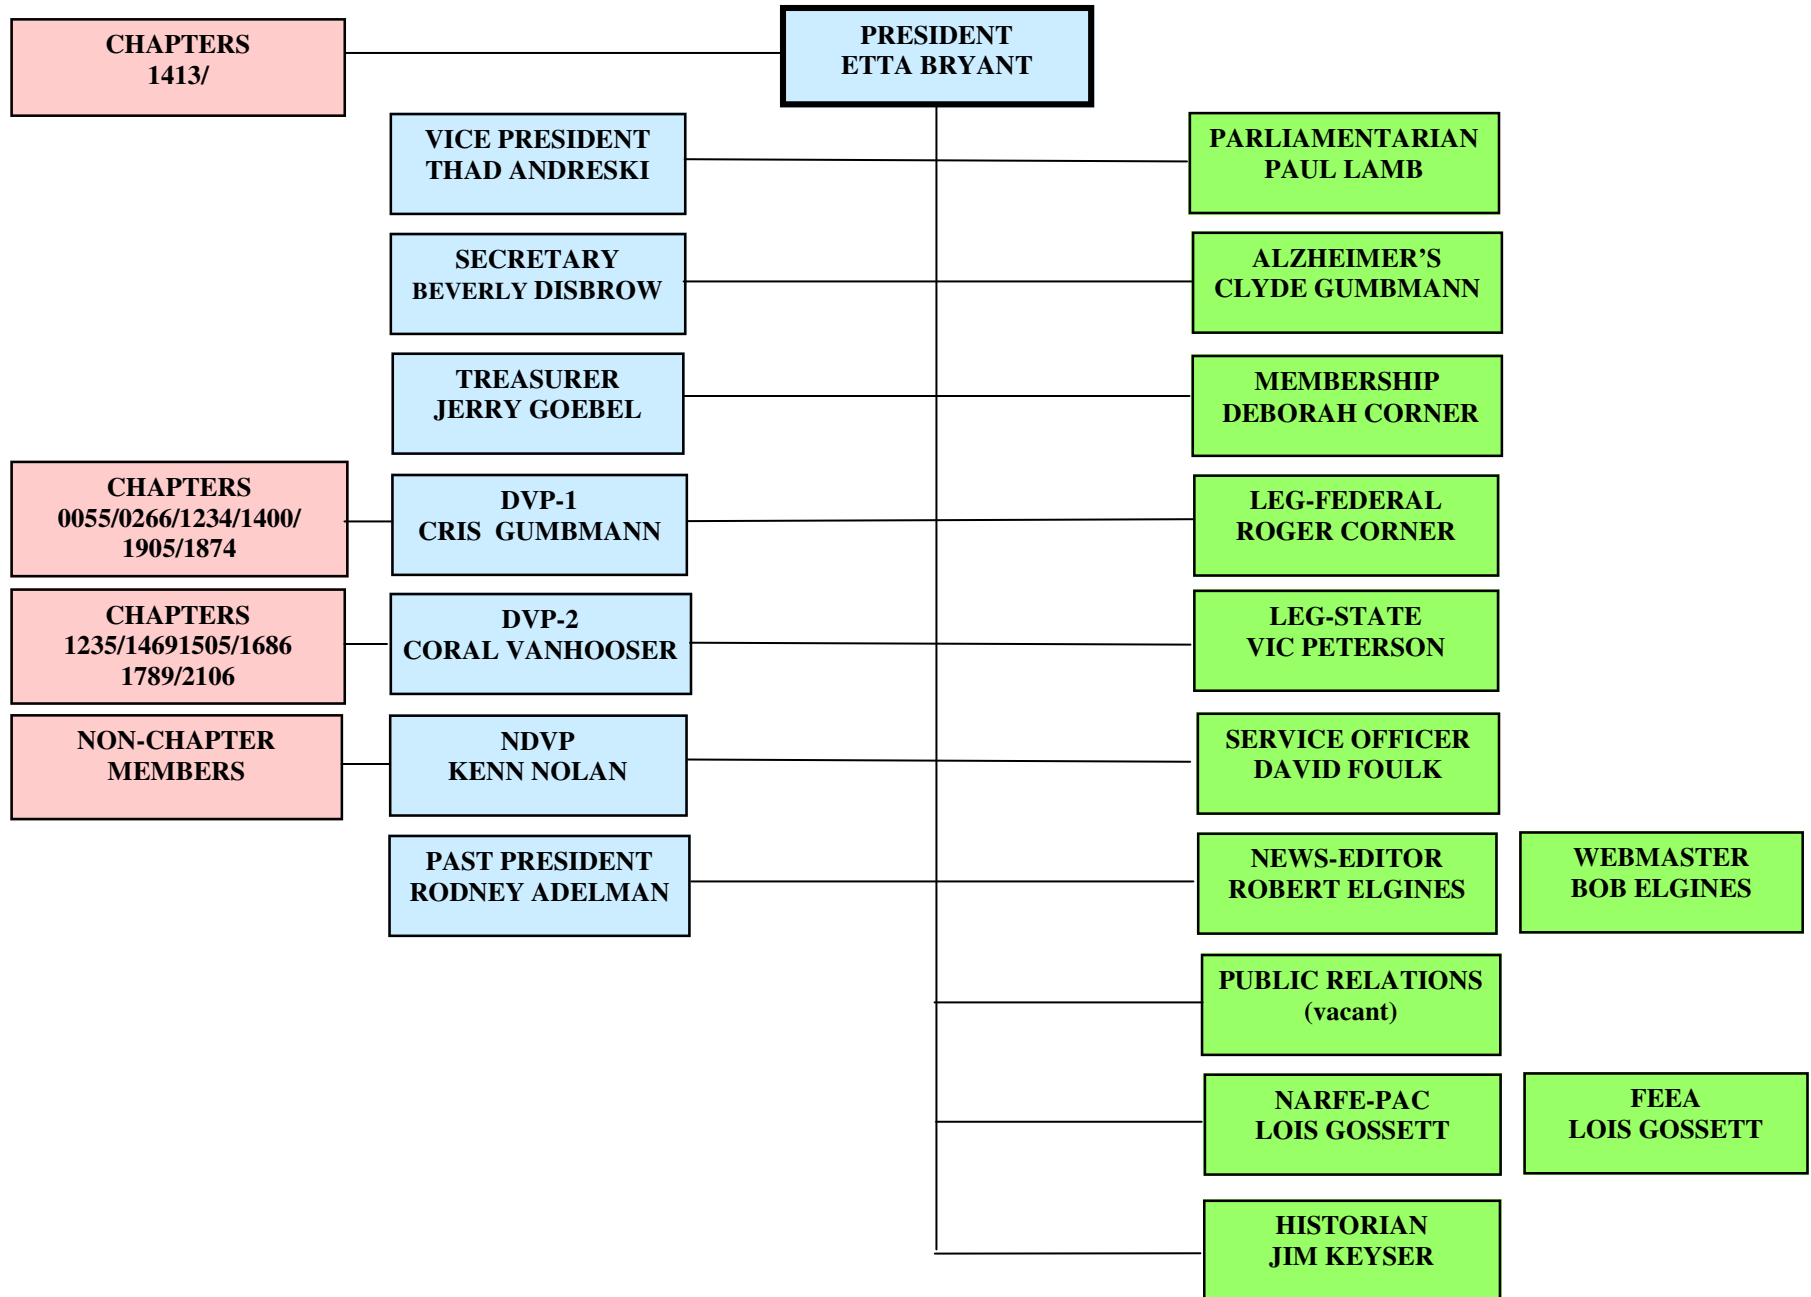 CHAPTERS
1413/
PRESIDENT
ETTA BRYANT
VICE PRESIDENT
THAD ANDRESKI
PARLIAMENTARIAN
PAUL LAMB
SECRETARY
BEVERLY DISBROW
ALZHEIMER'S
CLYDE GUMBMANN
TREASURER
JERRY GOEBEL
MEMBERSHIP
DEBORAH CORNER
CHAPTERS
0055/0266/1234/1400/
1905/1874
DVP-1
CRIS GUMBMANN
LEG-FEDERAL
ROGER CORNER
CHAPTERS
1235/14691505/1686
1789/2106
DVP-2
CORAL VANHOOSER
LEG-STATE
VIC PETERSON
NON-CHAPTER
MEMBERS
NDVP
KENN NOLAN
SERVICE OFFICER
DAVID FOULK
PAST PRESIDENT
RODNEY ADELMAN
NEWS-EDITOR
ROBERT ELGINES
WEBMASTER
BOB ELGINES
PUBLIC RELATIONS
(vacant)
NARFE-PAC
LOIS GOSSETT
FEEA
LOIS GOSSETT
HISTORIAN
JIM KEYSER